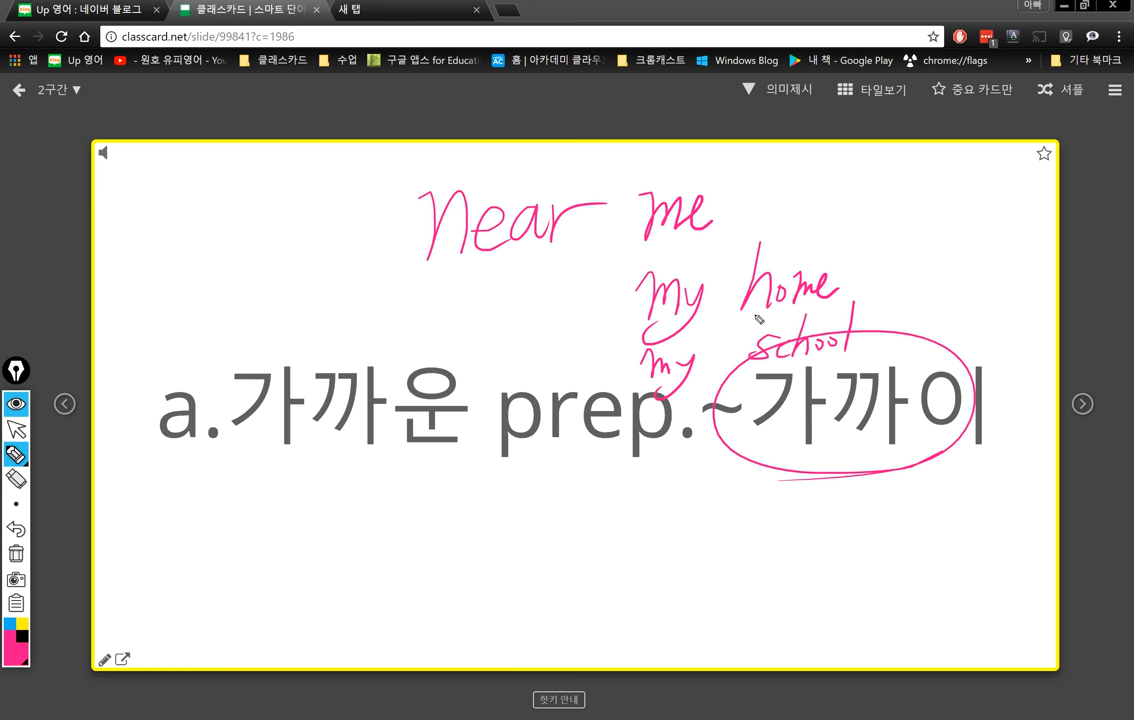 Up 영어 : 네이버 블로그
클래스카드 | 스마트 단어
새 탭
아빠
classcard.net/slide/99841?c=1986
앱
Up 영어
- 원호 유피영어 - You
클래스카드
수업
구글 앱스 for Educati
홈 | 아카데미 클라우
크롬캐스트
Windows Blog
내 책 - Google Play
chrome://flags
»
기타 북마크
2구간 ▼
▼ 의미제시
타일보기
중요 카드만
셔플
near me
my home
my school
a.가까운 prep.~가까이
핫키 안내